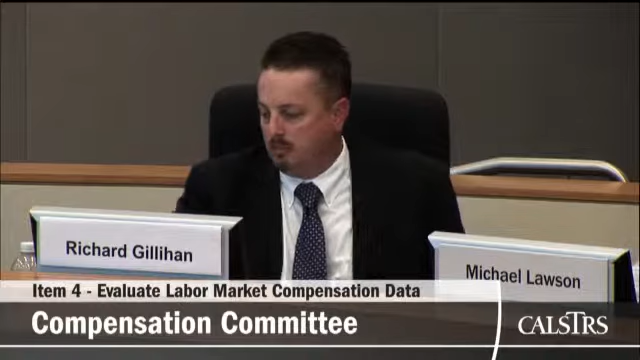 Richard Gillihan
Michael Lawson
Item 4 - Evaluate Labor Market Compensation Data
Compensation Committee
CALSTRS